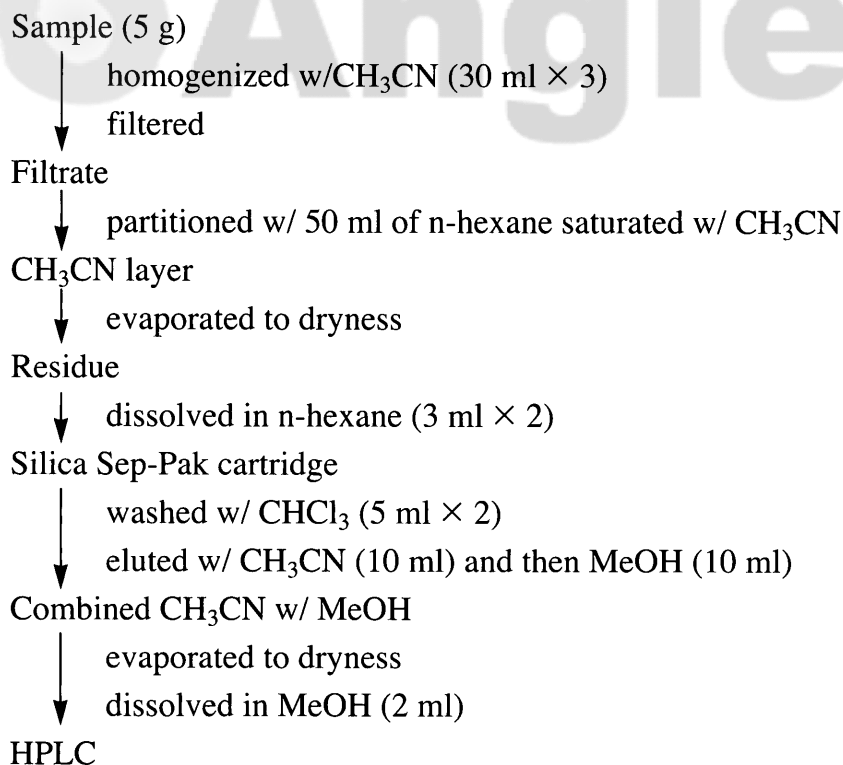 Angle
Sample (5 g)
homogenized w/CH₃CN (30 ml × 3)
filtered
Filtrate
partitioned w/ 50 ml of n-hexane saturated w/ CH₃CN
CH₃CN layer
evaporated to dryness
Residue
dissolved in n-hexane (3 ml × 2)
Silica Sep-Pak cartridge
washed w/ CHCl₃ (5 ml × 2)
eluted w/ CH₃CN (10 ml) and then MeOH (10 ml)
Combined CH₃CN w/ MeOH
evaporated to dryness
dissolved in MeOH (2 ml)
HPLC